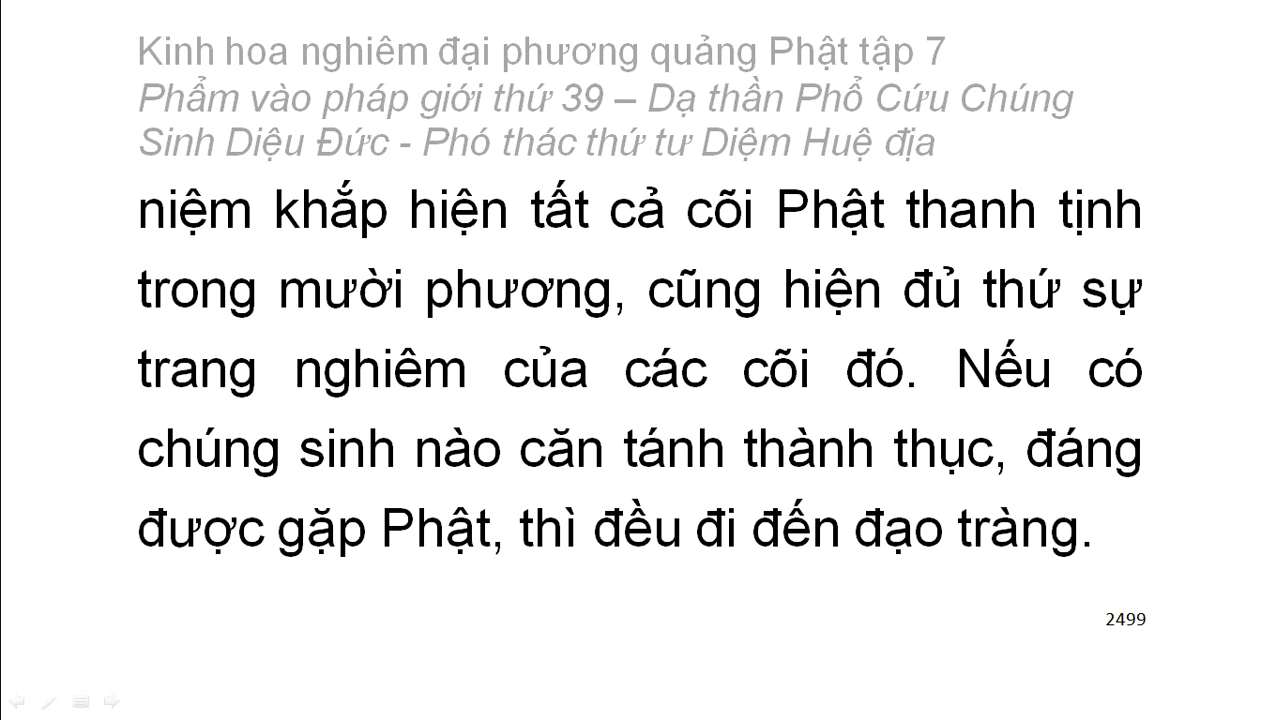 Kinh hoa nghiêm đại phương quảng Phật tập 7
Phẩm vào pháp giới thứ 39 – Dạ thần Phổ Cứu Chúng
Sinh Diệu Đức - Phó thác thứ tư Diệm Huệ địa
niệm khắp hiện tất cả cõi Phật thanh tịnh
trong mười phương, cũng hiện đủ thứ sự
trang nghiêm của các cõi đó. Nếu có
chúng sinh nào căn tánh thành thục, đáng
được gặp Phật, thì đều đi đến đạo tràng.
2499